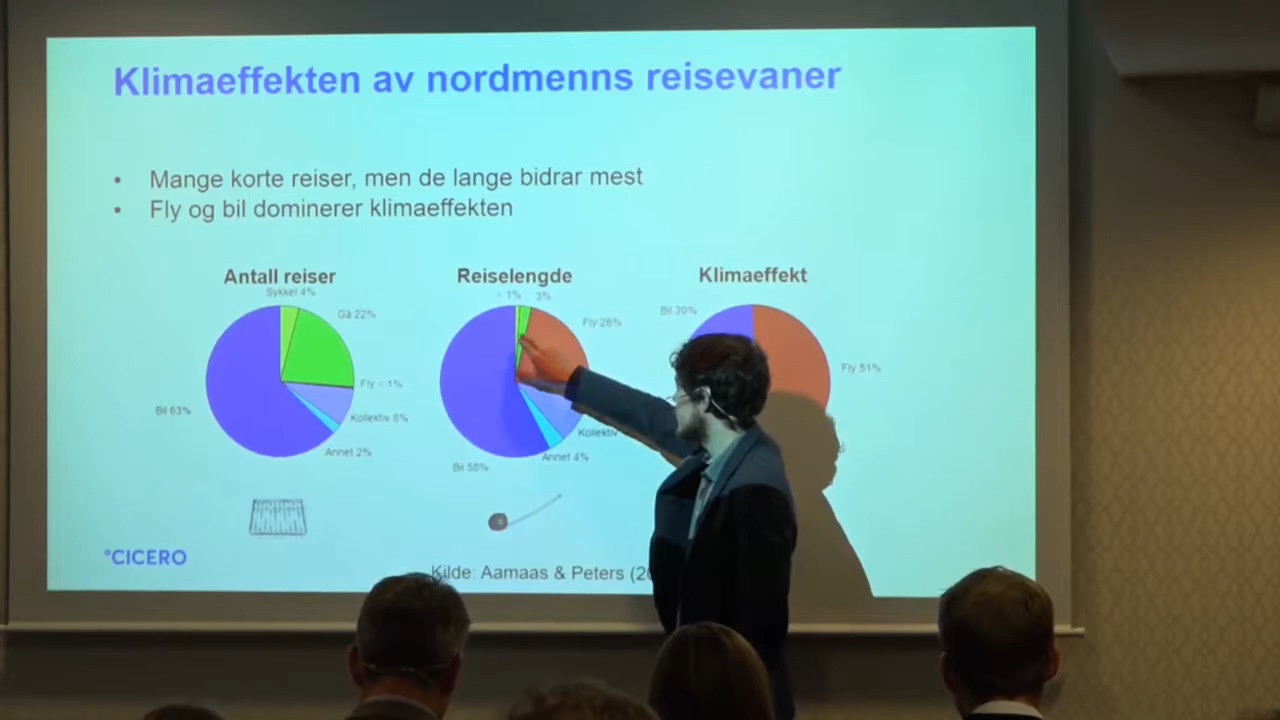 Klimaeffekten av nordmenns reisevaner
• Mange korte reiser, men de lange bidrar mest
• Fly og bil dominerer klimaeffekten
Antall reiser
Sykkel 4%
Gå 22%
Fly < 1%
Kollektiv 8%
Annet 2%
Bil 63%
Reiselengde
< 1%
3%
Fly 26%
Kollektiv
Annet 4%
Bil 58%
Klimaeffekt
Bil 39%
Fly 51%
°CICERO
Kilde: Aamaas & Peters (20